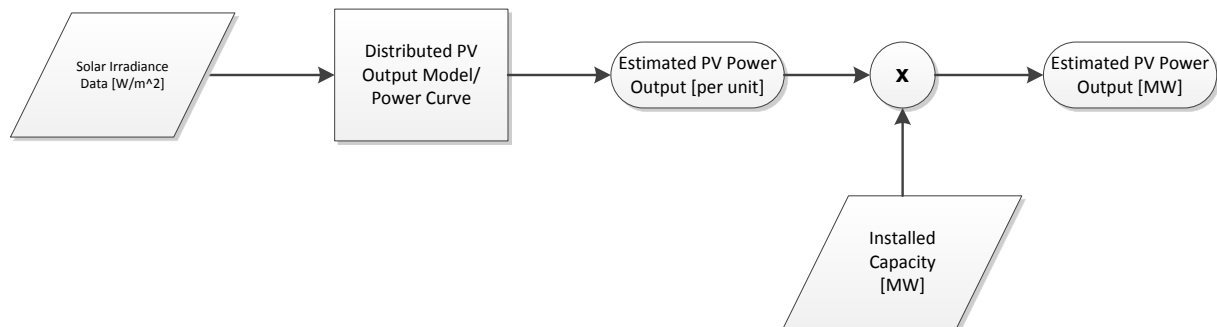 Solar Irradiance
Data [W/m^2]
Distributed PV
Output Model/
Power Curve
Estimated PV Power
Output [per unit]
x
Estimated PV Power
Output [MW]
Installed
Capacity
[MW]